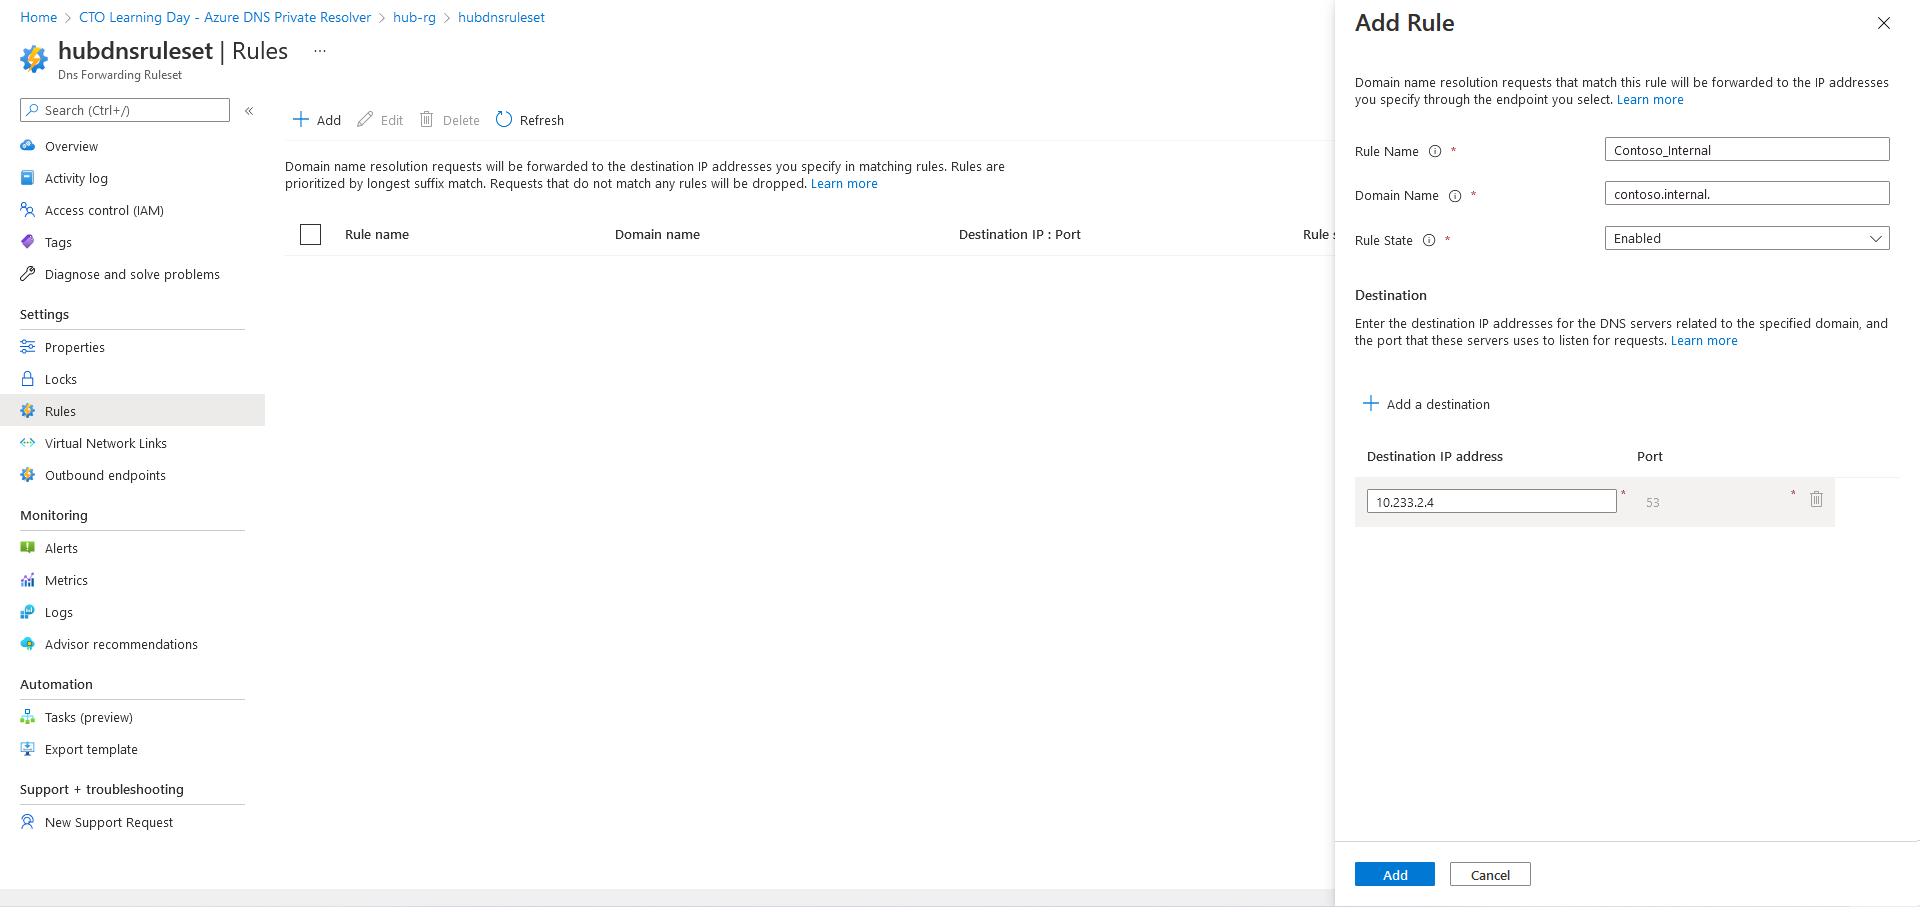 Home > CTO Learning Day - Azure DNS Private Resolver > hub-rg > hubdnsruleset
hubdnsruleset | Rules ...
Dns Forwarding Ruleset
Search (Ctrl+/) «
Overview
Activity log
Access control (IAM)
Tags
Diagnose and solve problems
Settings
Properties
Locks
Rules
Virtual Network Links
Outbound endpoints
Monitoring
Alerts
Metrics
Logs
Advisor recommendations
Automation
Tasks (preview)
Export template
Support + troubleshooting
New Support Request
Add Edit Delete Refresh
Domain name resolution requests will be forwarded to the destination IP addresses you specify in matching rules. Rules are
prioritized by longest suffix match. Requests that do not match any rules will be dropped. Learn more
Rule name Domain name Destination IP : Port Rule s
Add Rule
Domain name resolution requests that match this rule will be forwarded to the IP addresses
you specify through the endpoint you select. Learn more
Rule Name * Contoso_Internal
Domain Name * contoso.internal.
Rule State * Enabled
Destination
Enter the destination IP addresses for the DNS servers related to the specified domain, and
the port that these servers uses to listen for requests. Learn more
Add a destination
Destination IP address Port
10.233.2.4 * 53 *
Add Cancel